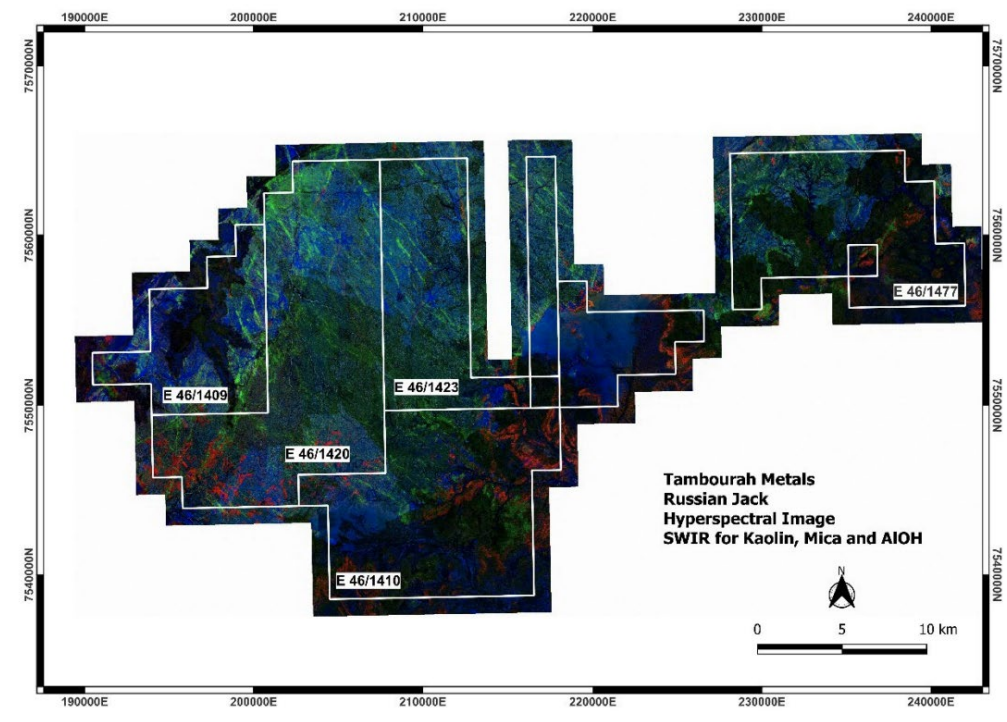 190000E 200000E 210000E 220000E 230000E 240000E
7570000N 7570000N
7560000N 7560000N
E 46/1477
E 46/1423
E 46/1409
7550000N 7550000N
E 46/1420
Tambourah Metals
Russian Jack
Hyperspectral Image
SWIR for Kaolin, Mica and AlOH
7540000N 7540000N
E 46/1410
N
0 5 10 km
190000E 200000E 210000E 220000E 230000E 240000E